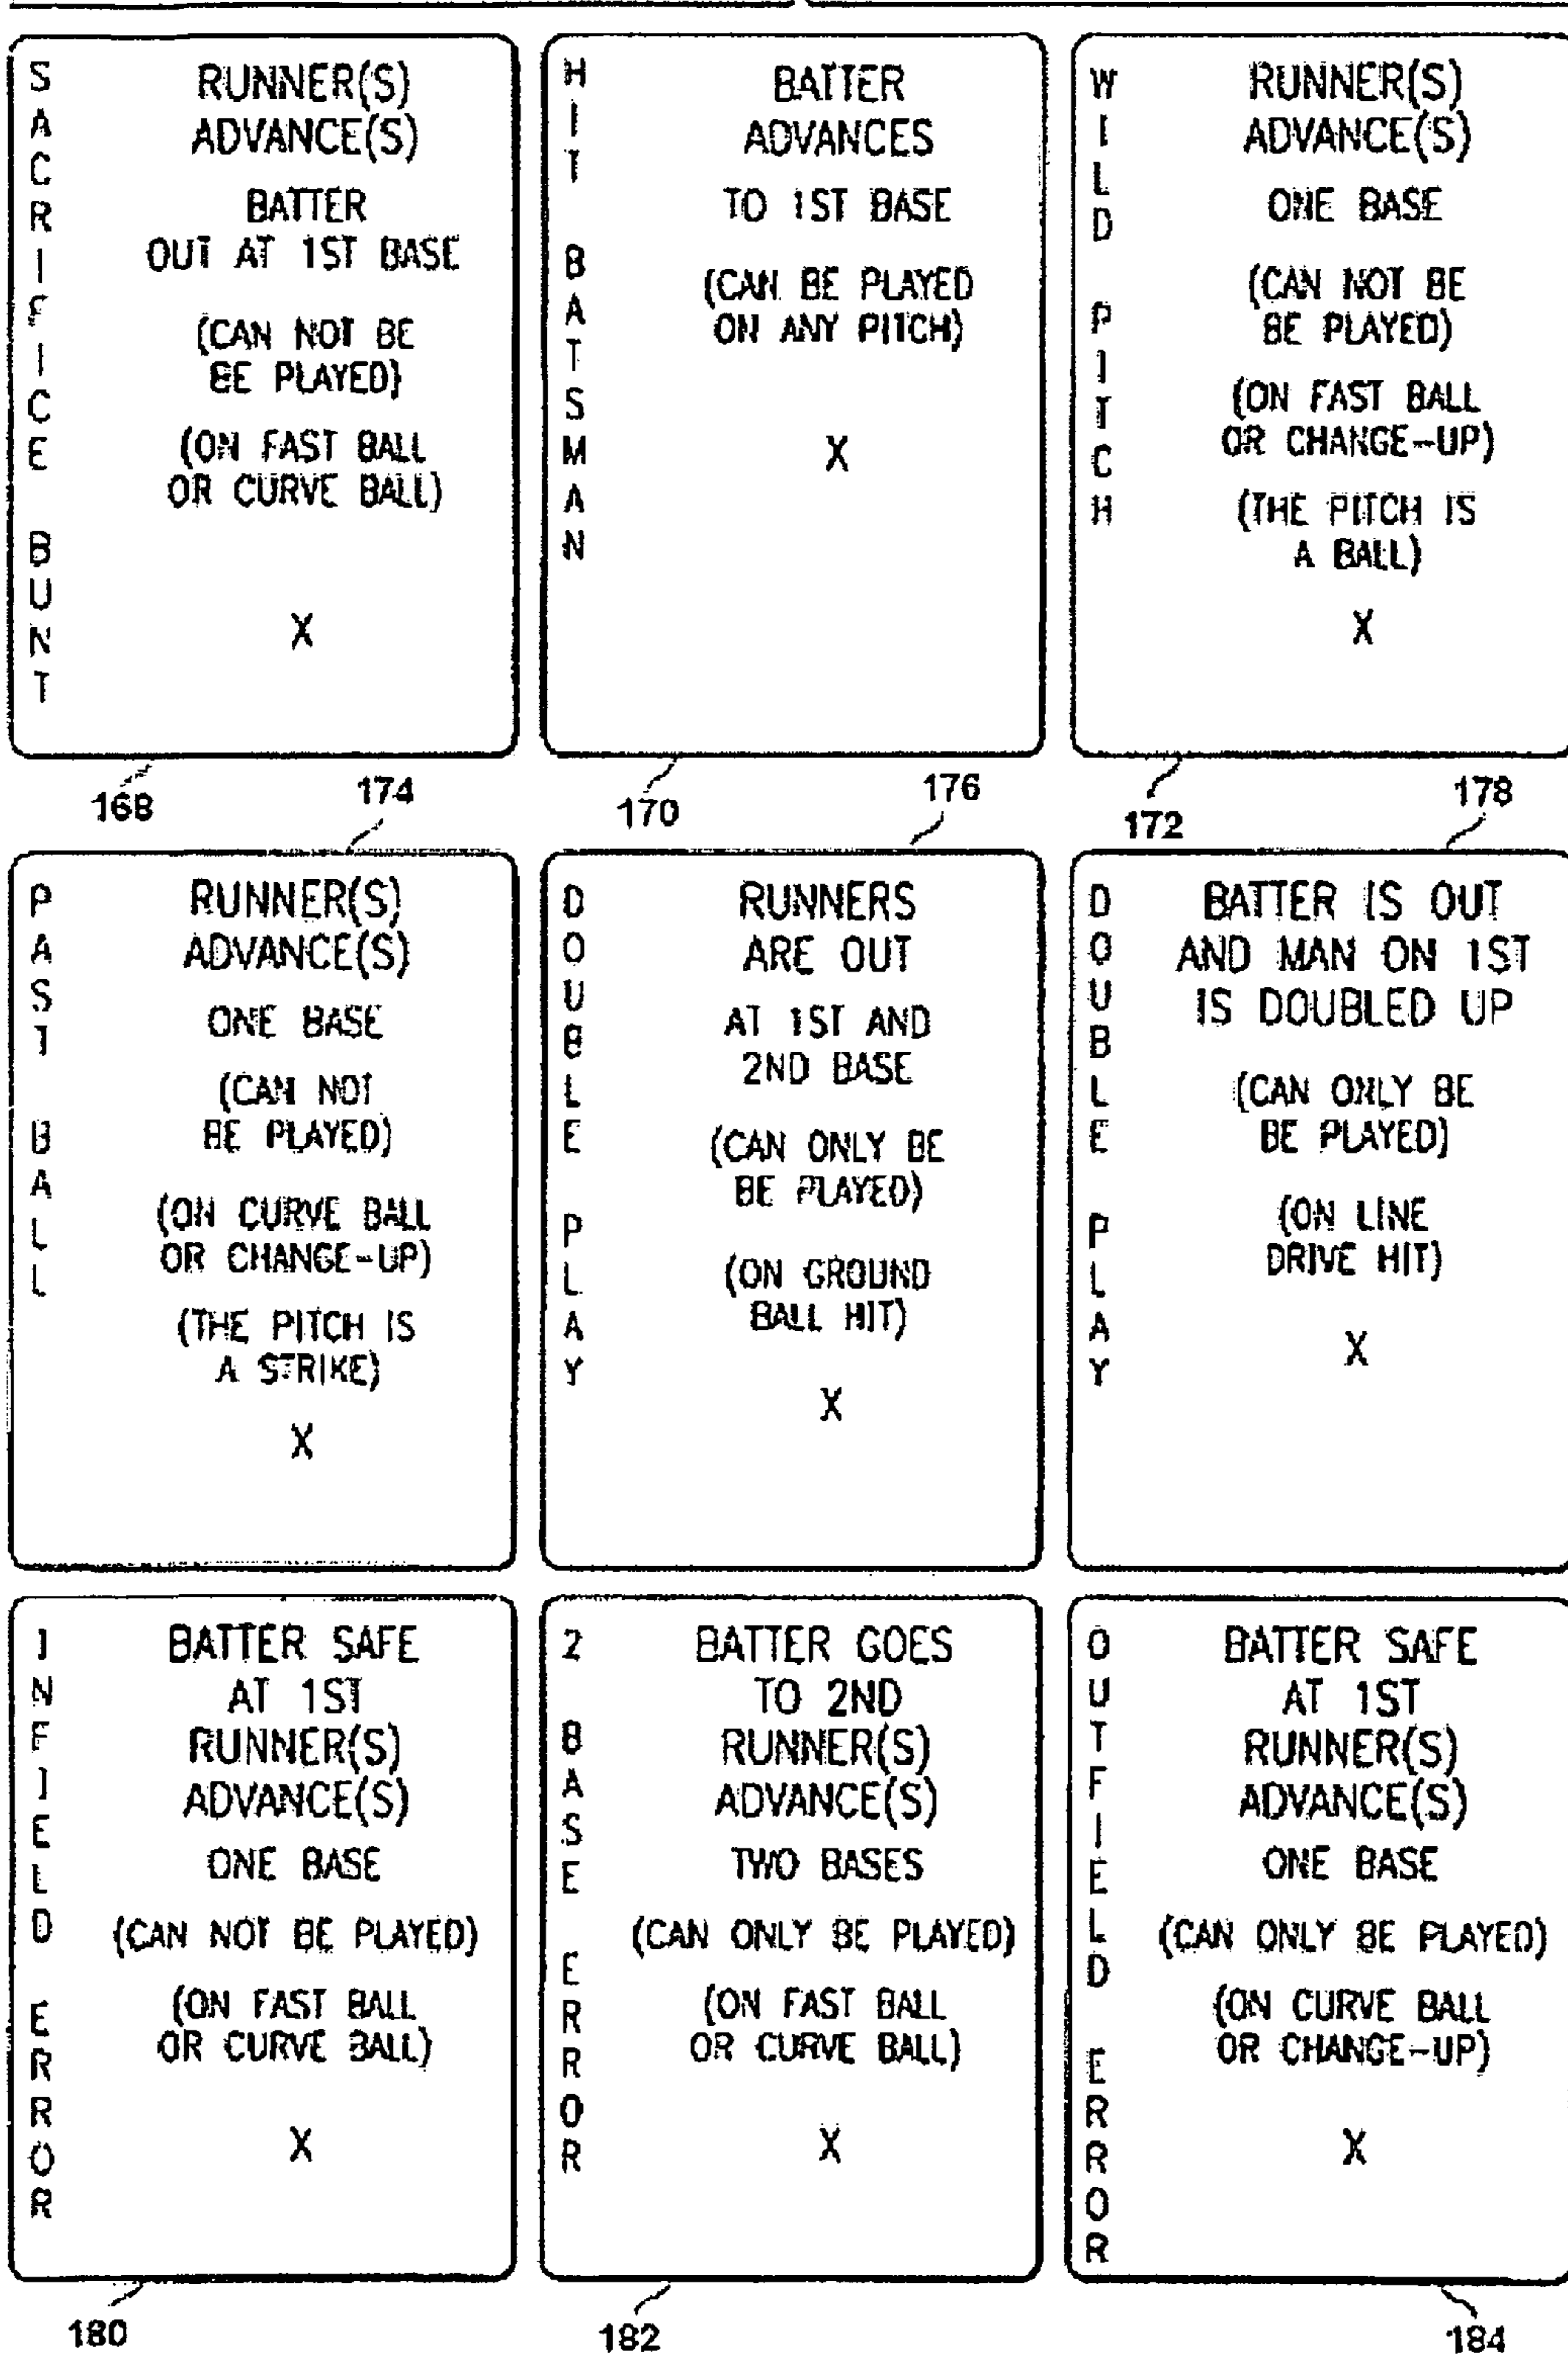 SACRIFICE BUNT
RUNNER(S)
ADVANCE(S)
BATTER
OUT AT 1ST BASE
(CAN NOT BE
BE PLAYED)
(ON FAST BALL
OR CURVE BALL)
X
HIT BATSMAN
BATTER
ADVANCES
TO 1ST BASE
(CAN BE PLAYED
ON ANY PITCH)
X
WILD PITCH
RUNNER(S)
ADVANCE(S)
ONE BASE
(CAN NOT BE
BE PLAYED)
(ON FAST BALL
OR CHANGE-UP)
(THE PITCH IS
A BALL)
X
168
174
170
176
172
178
PAST BALL
RUNNER(S)
ADVANCE(S)
ONE BASE
(CAN NOT
BE PLAYED)
(ON CURVE BALL
OR CHANGE-UP)
(THE PITCH IS
A STRIKE)
X
DOUBLE PLAY
RUNNERS
ARE OUT
AT 1ST AND
2ND BASE
(CAN ONLY BE
BE PLAYED)
(ON GROUND
BALL HIT)
X
DOUBLE PLAY
BATTER IS OUT
AND MAN ON 1ST
IS DOUBLED UP
(CAN ONLY BE
BE PLAYED)
(ON LINE
DRIVE HIT)
X
INFIELD ERROR
BATTER SAFE
AT 1ST
RUNNER(S)
ADVANCE(S)
ONE BASE
(CAN NOT BE PLAYED)
(ON FAST BALL
OR CURVE BALL)
X
2 BASE ERROR
BATTER GOES
TO 2ND
RUNNER(S)
ADVANCE(S)
TWO BASES
(CAN ONLY BE PLAYED)
(ON FAST BALL
OR CURVE BALL)
X
OUTFIELD ERROR
BATTER SAFE
AT 1ST
RUNNER(S)
ADVANCE(S)
ONE BASE
(CAN ONLY BE PLAYED)
(ON CURVE BALL
OR CHANGE-UP)
X
180
182
184